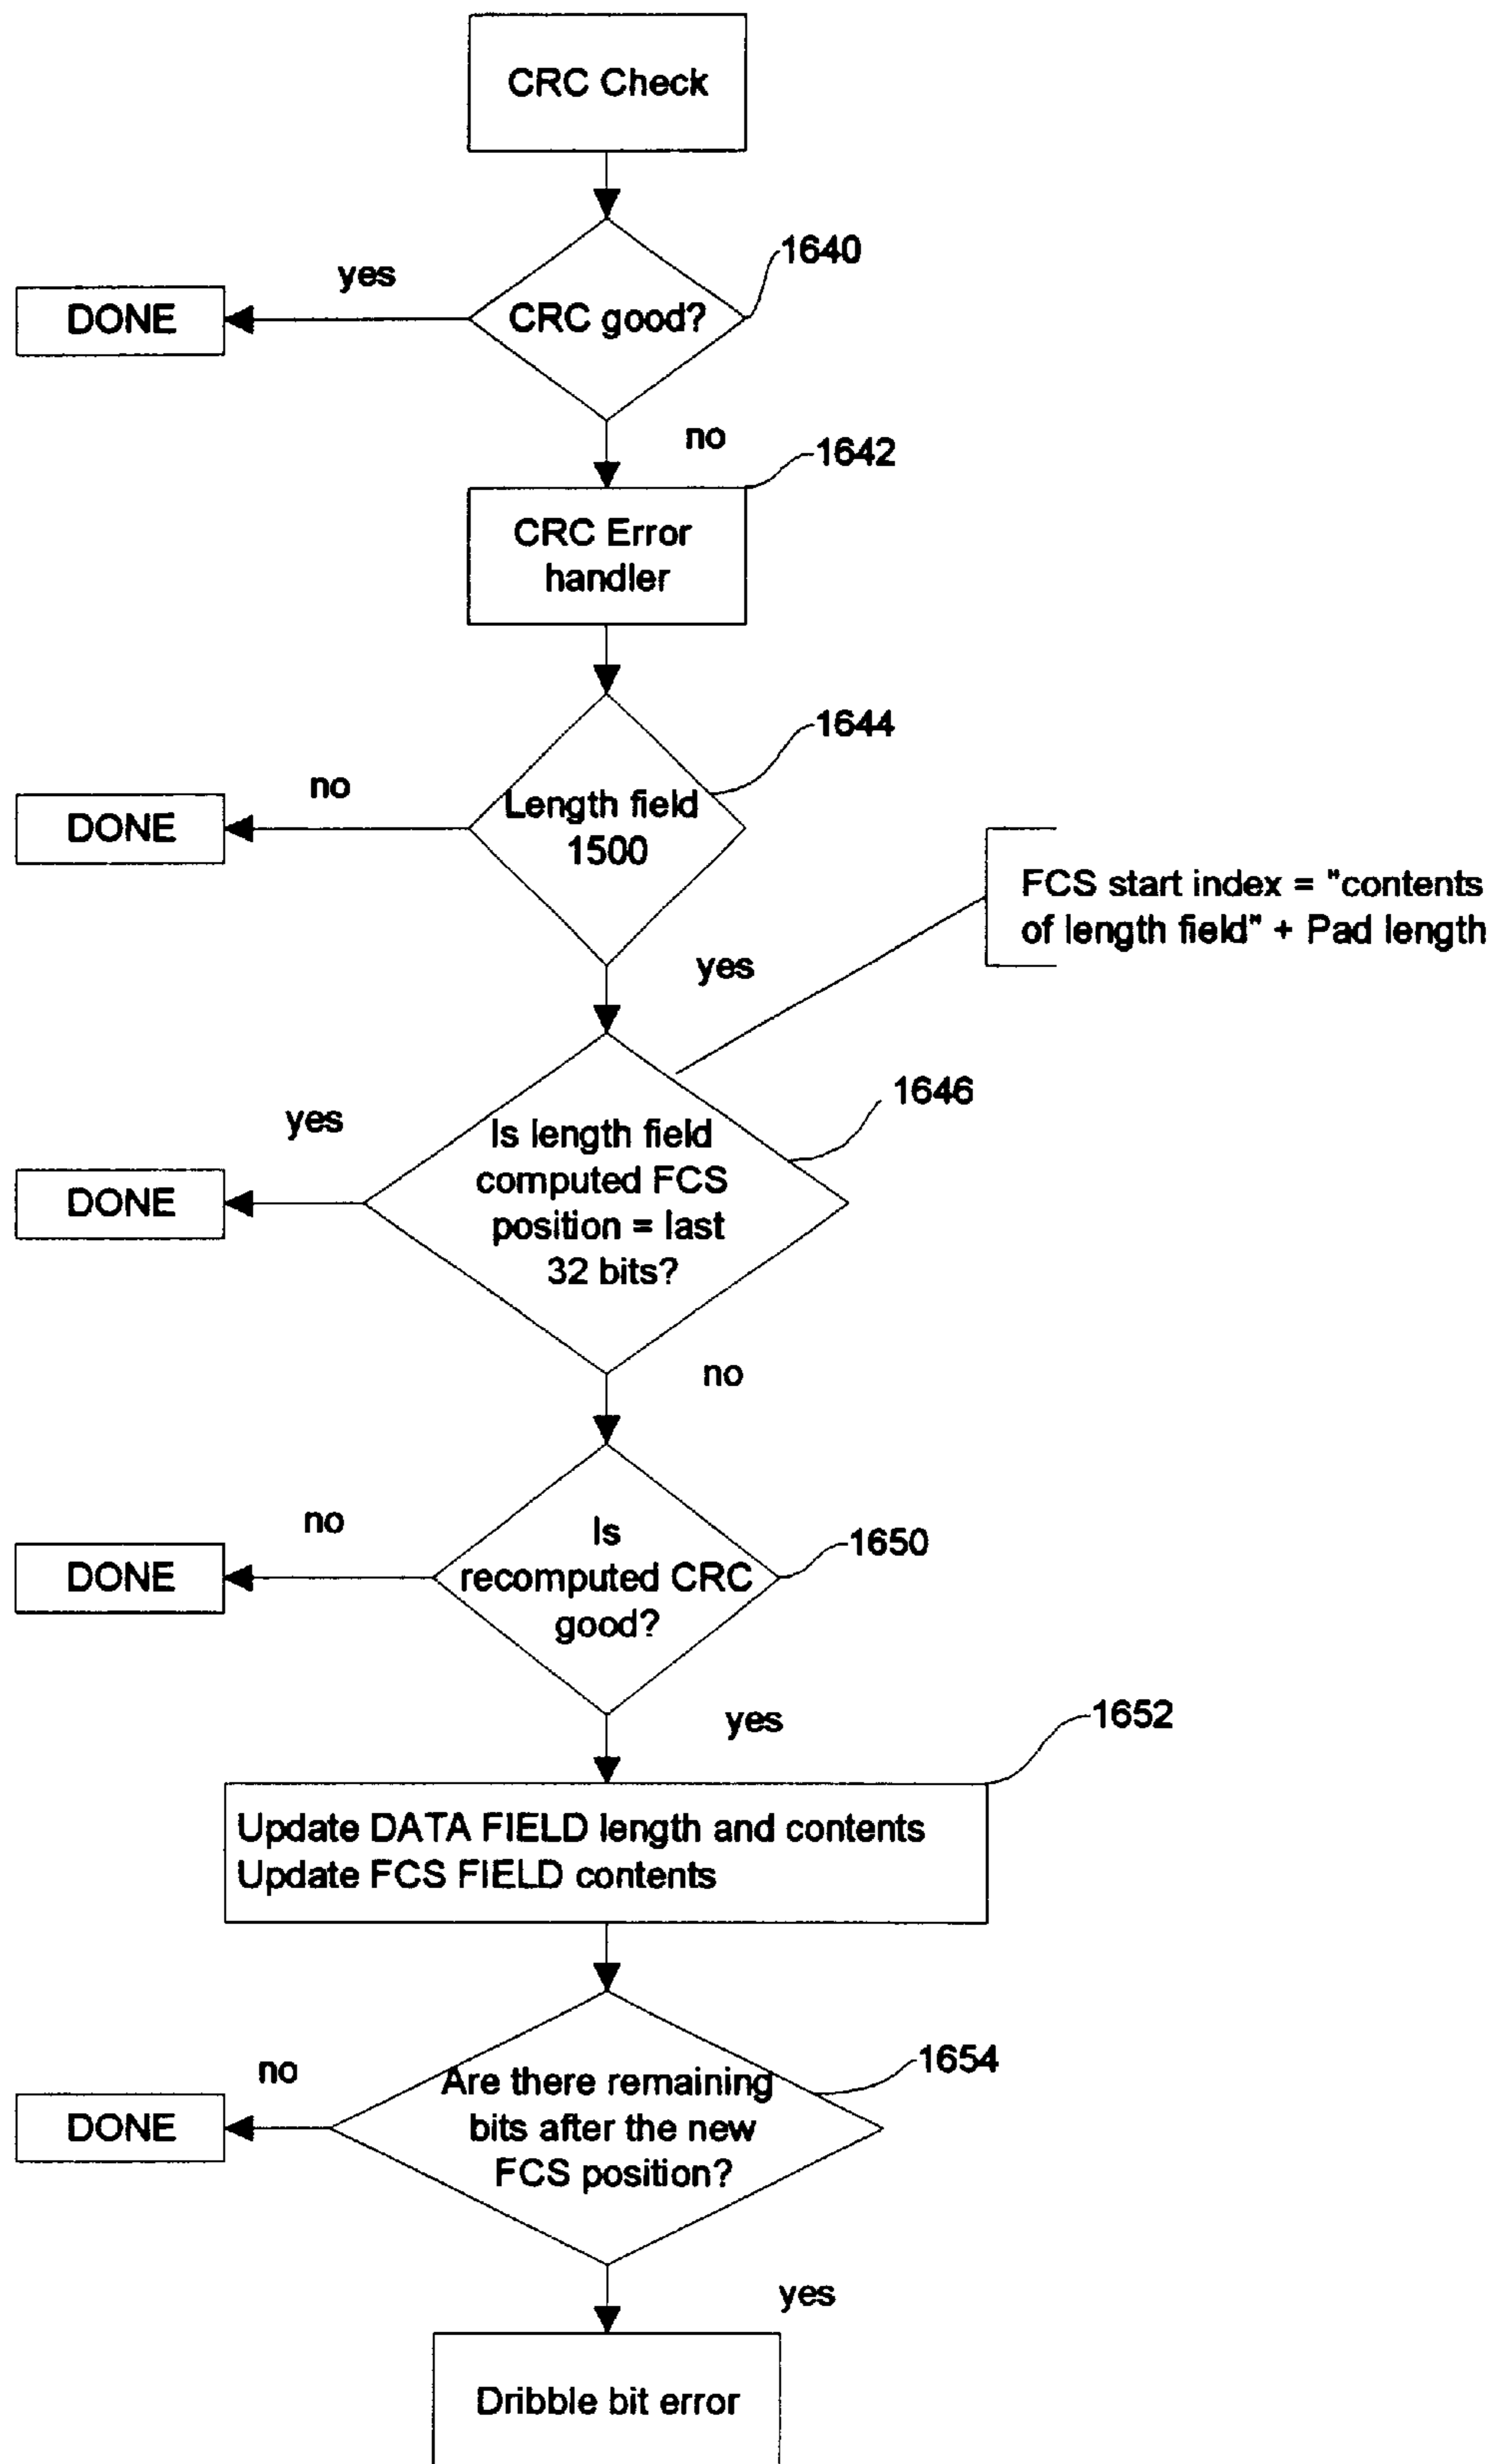 CRC Check
1640
yes
DONE
CRC good?
no
1642
CRC Error
handler
1644
no
DONE
Length field
1500
FCS start index = "contents
of length field" + Pad length
yes
1646
yes
Is length field
computed FCS
position = last
32 bits?
DONE
no
no
Is
recomputed CRC
good?
1650
DONE
yes
1652
Update DATA FIELD length and contents
Update FCS FIELD contents
1654
no
Are there remaining
bits after the new
FCS position?
DONE
yes
Dribble bit error